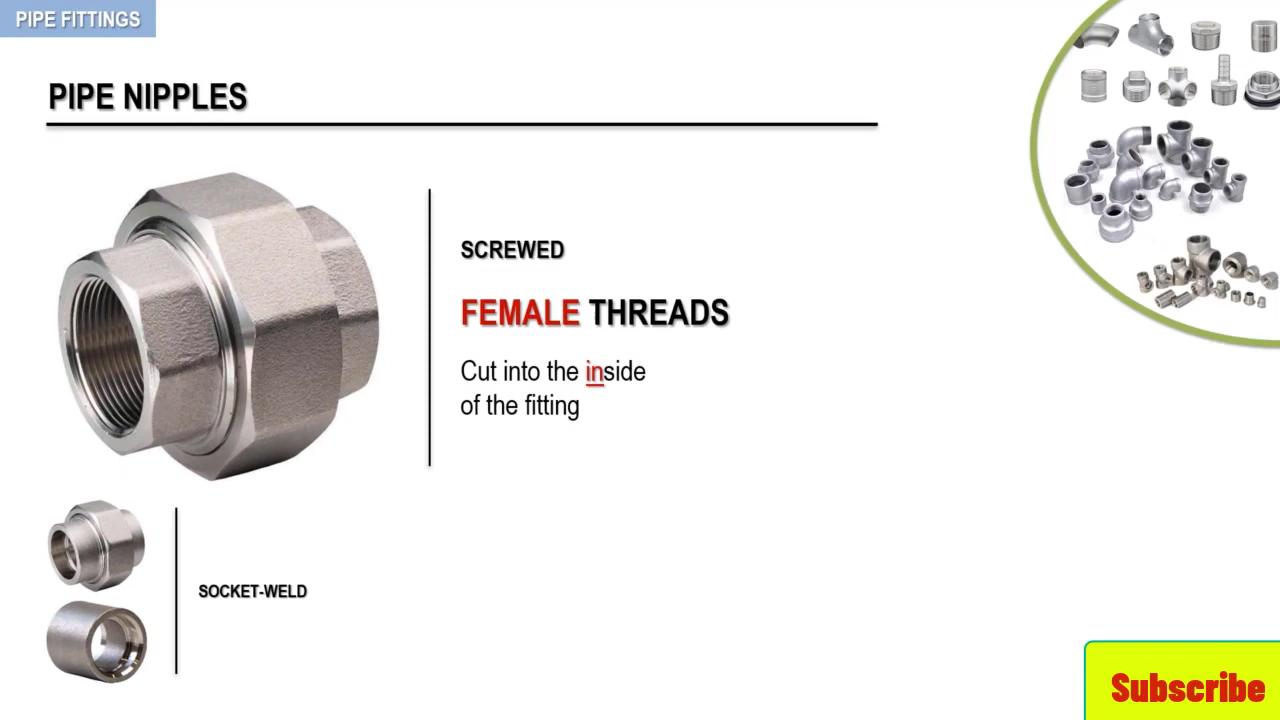 PIPE FITTINGS
PIPE NIPPLES
SCREWED
FEMALE THREADS
Cut into the inside
of the fitting
SOCKET-WELD
Subscribe